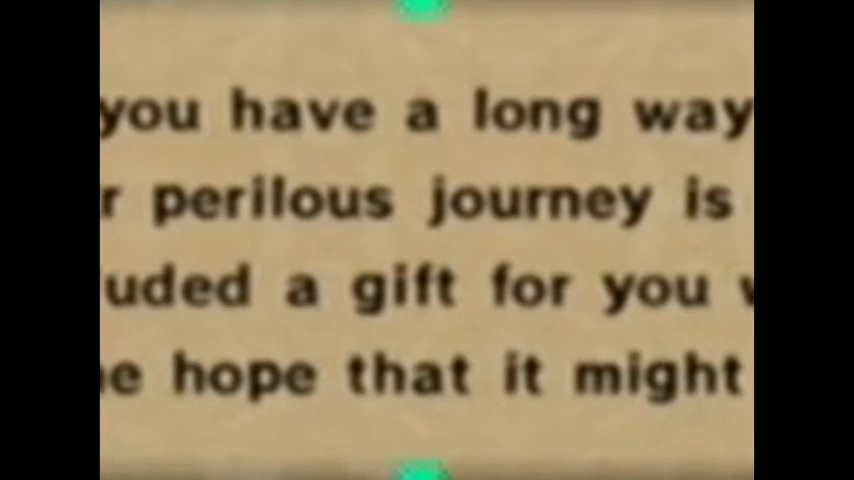 you have a long way
r perilous journey is
uded a gift for you
e hope that it might